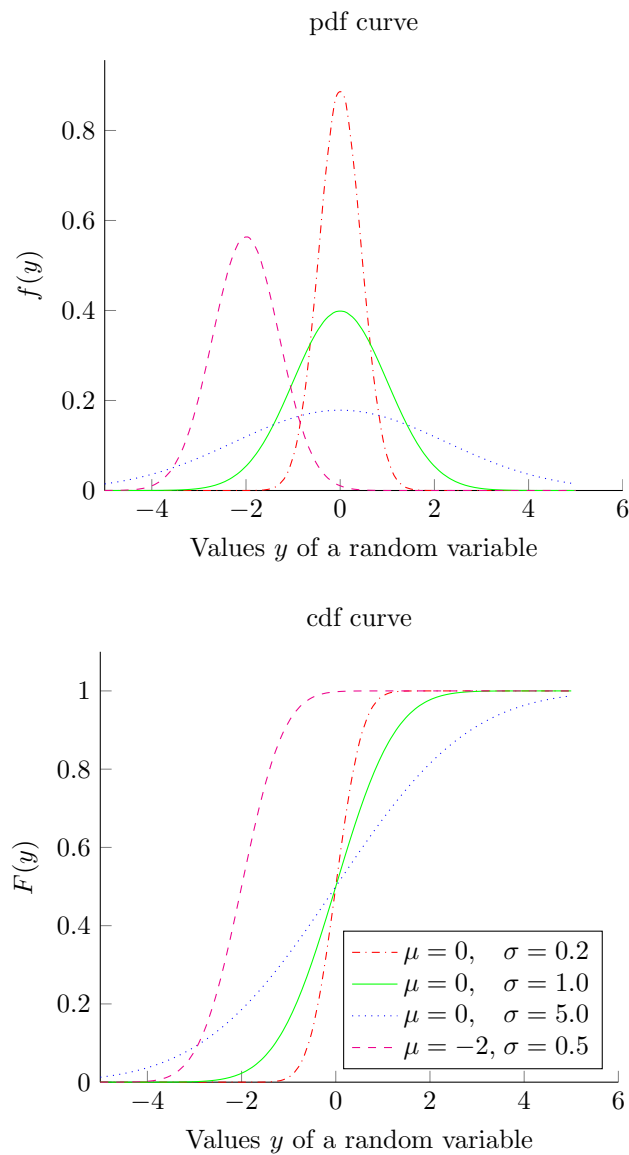 pdf curve
0.8
0.6
0.4
0.2
0
f(y)
−4 −2 0 2 4 6
Values y of a random variable
cdf curve
1
0.8
0.6
0.4
0.2
0
F(y)
μ = 0, σ = 0.2
μ = 0, σ = 1.0
μ = 0, σ = 5.0
μ = −2, σ = 0.5
−4 −2 0 2 4 6
Values y of a random variable